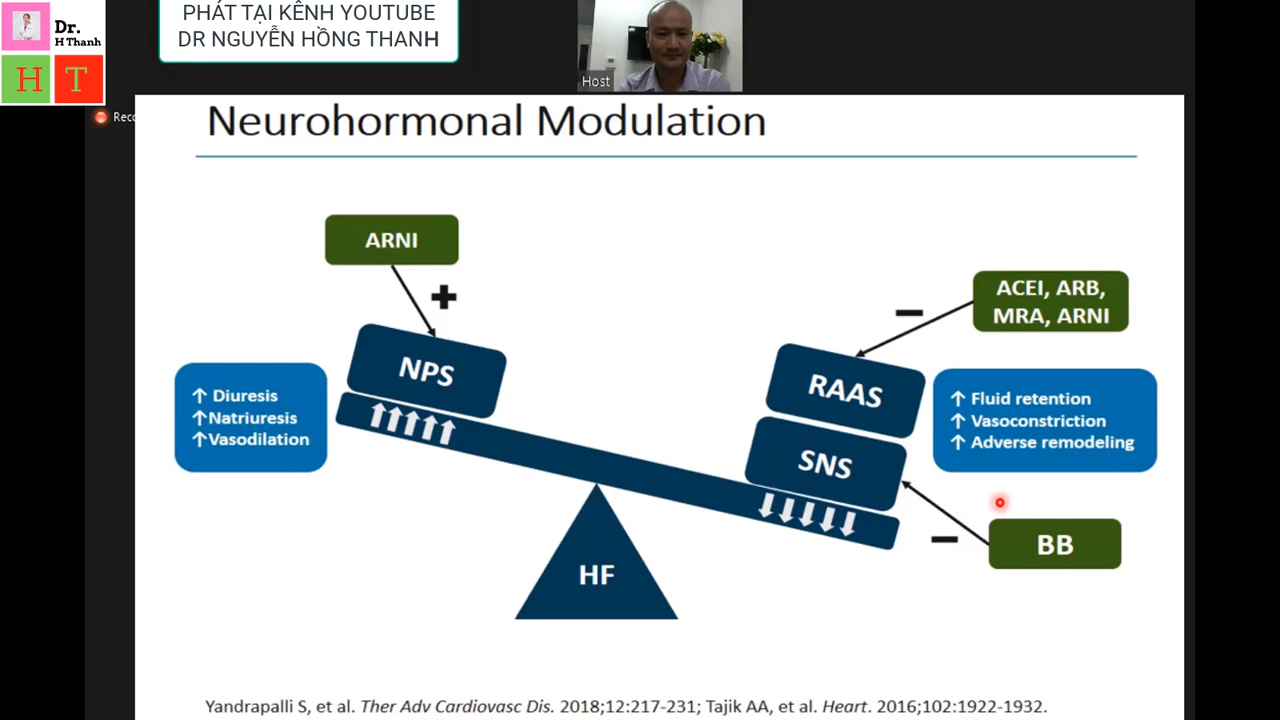 PHÁT TẠI KÊNH YOUTUBE
DR NGUYỄN HỒNG THANH
Dr.
H Thanh
H T
Host
Neurohormonal Modulation
ARNI
+
ACEI, ARB,
MRA, ARNI
−
NPS
↑ Diuresis
↑Natriuresis
↑Vasodilation
RAAS
SNS
↑ Fluid retention
↑ Vasoconstriction
↑ Adverse remodeling
−
BB
HF
Yandrapalli S, et al. Ther Adv Cardiovasc Dis. 2018;12:217-231; Tajik AA, et al. Heart. 2016;102:1922-1932.